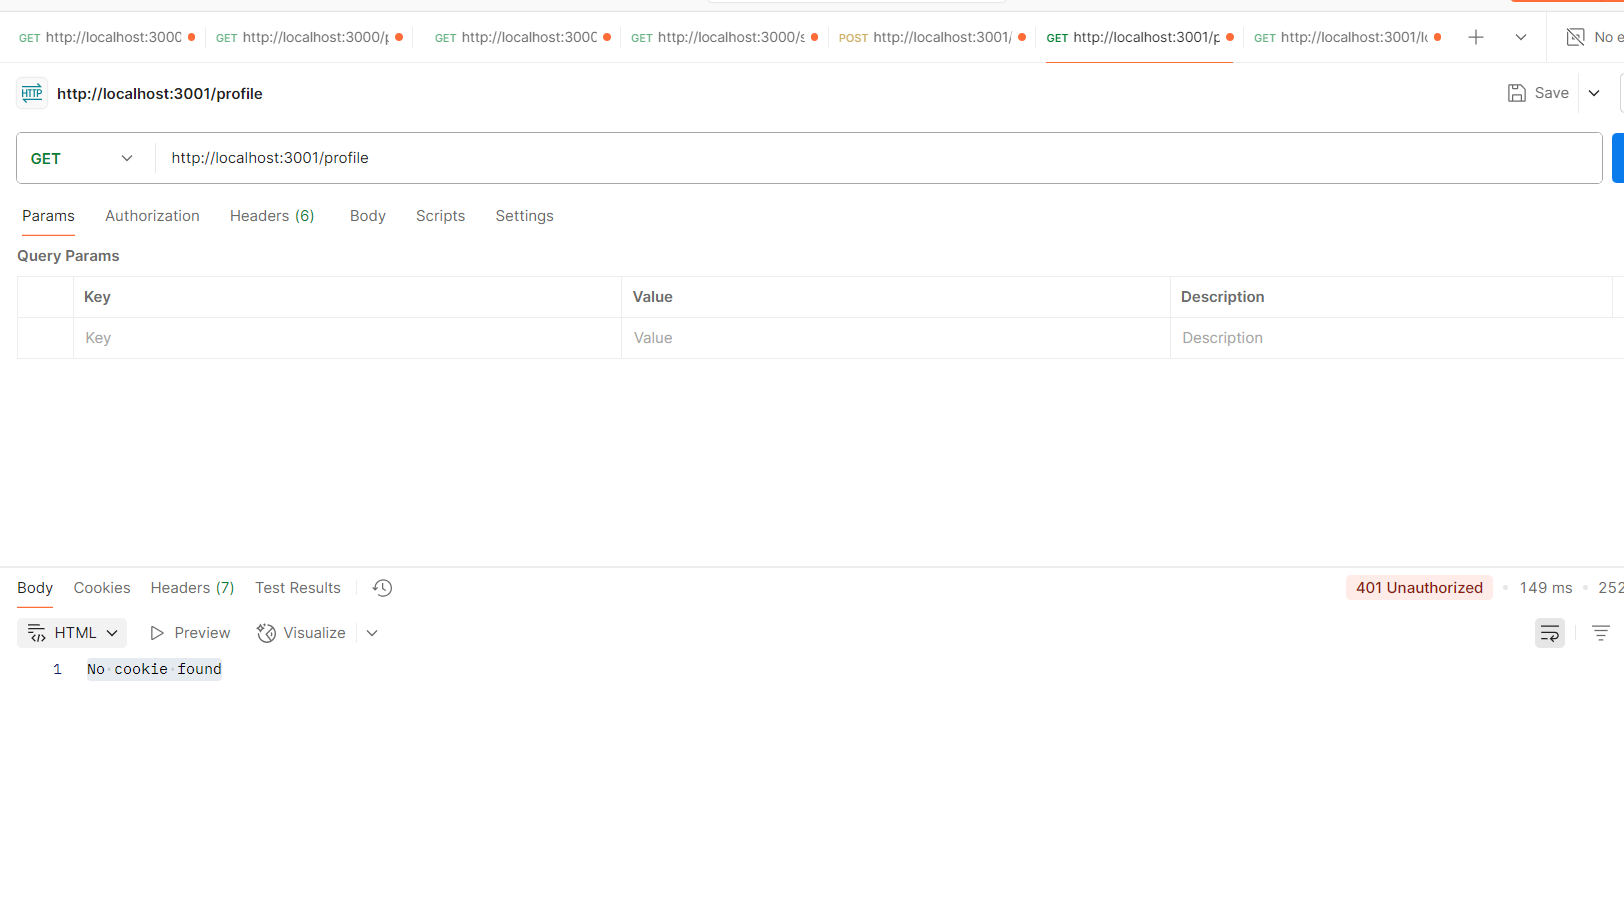 GET http://localhost:3000 GET http://localhost:3000/p GET http://localhost:3000 GET http://localhost:3000/s POST http://localhost:3001/ GET http://localhost:3001/p GET http://localhost:3001/lo No e
HTTP http://localhost:3001/profile Save
GET http://localhost:3001/profile
Params Authorization Headers (6) Body Scripts Settings
Query Params
Key Value Description
Key Value Description
Body Cookies Headers (7) Test Results 401 Unauthorized 149 ms 252
HTML Preview Visualize
1 No cookie found